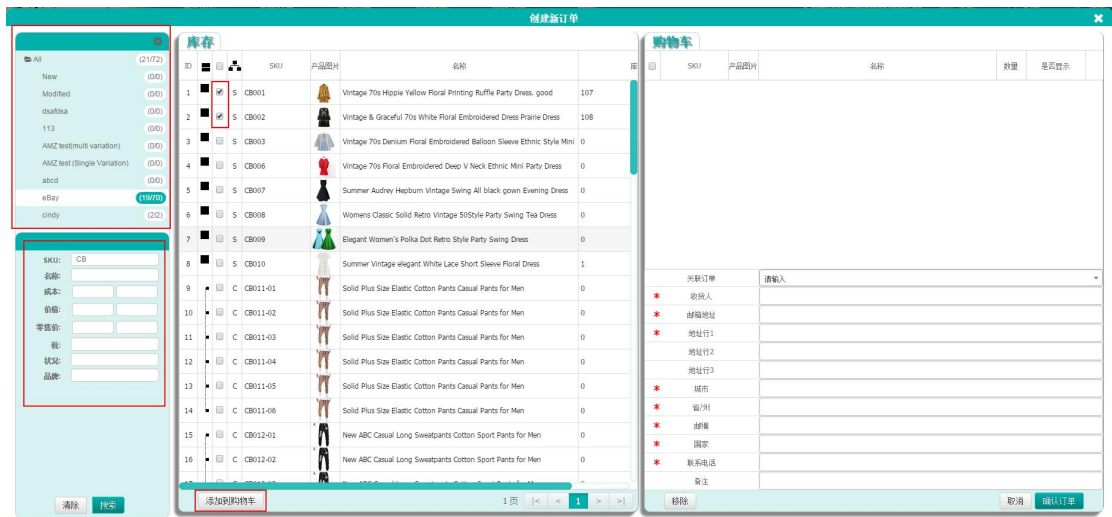 创建新订单
All (21/72)
New (0/0)
Modified (0/0)
dsafdsa (0/0)
113 (0/0)
AMZ test(multi variation) (0/0)
AMZ test (Single Variation) (0/0)
abcd (0/0)
eBay (19/70)
cindy (2/2)
SKU: CB
名称:
成本:
价格:
零售价:
税:
状况:
品牌:
清除 搜索
库存
ID SKU 产品图片 名称 库
1 S CB001 Vintage 70s Hippie Yellow Floral Printing Ruffle Party Dress. good 107
2 S CB002 Vintage & Graceful 70s White Floral Embroidered Dress Prairie Dress 108
3 S CB003 Vintage 70s Denium Floral Embroidered Balloon Sleeve Ethnic Style Mini 0
4 S CB006 Vintage 70s Floral Embroidered Deep V Neck Ethnic Mini Party Dress 0
5 S CB007 Summer Audrey Hepburn Vintage Swing All black gown Evening Dress 0
6 S CB008 Womens Classic Solid Retro Vintage 50Style Party Swing Tea Dress 0
7 S CB009 Elegant Women's Polka Dot Retro Style Party Swing Dress 0
8 S CB010 Summer Vintage elegant White Lace Short Sleeve Floral Dress 1
9 C CB011-01 Solid Plus Size Elastic Cotton Pants Casual Pants for Men 0
10 C CB011-02 Solid Plus Size Elastic Cotton Pants Casual Pants for Men 0
11 C CB011-03 Solid Plus Size Elastic Cotton Pants Casual Pants for Men 0
12 C CB011-04 Solid Plus Size Elastic Cotton Pants Casual Pants for Men 0
13 C CB011-05 Solid Plus Size Elastic Cotton Pants Casual Pants for Men 0
14 C CB011-06 Solid Plus Size Elastic Cotton Pants Casual Pants for Men 0
15 C CB012-01 New ABC Casual Long Sweatpants Cotton Sport Pants for Men 0
16 C CB012-02 New ABC Casual Long Sweatpants Cotton Sport Pants for Men 0
添加到购物车 1页 |< < 1 > >|
购物车
SKU 产品图片 名称 数量 是否显示
关联订单 请输入
* 收货人
* 邮箱地址
* 地址行1
地址行2
地址行3
* 城市
* 省/州
* 邮编
* 国家
* 联系电话
备注
移除 取消 确认订单